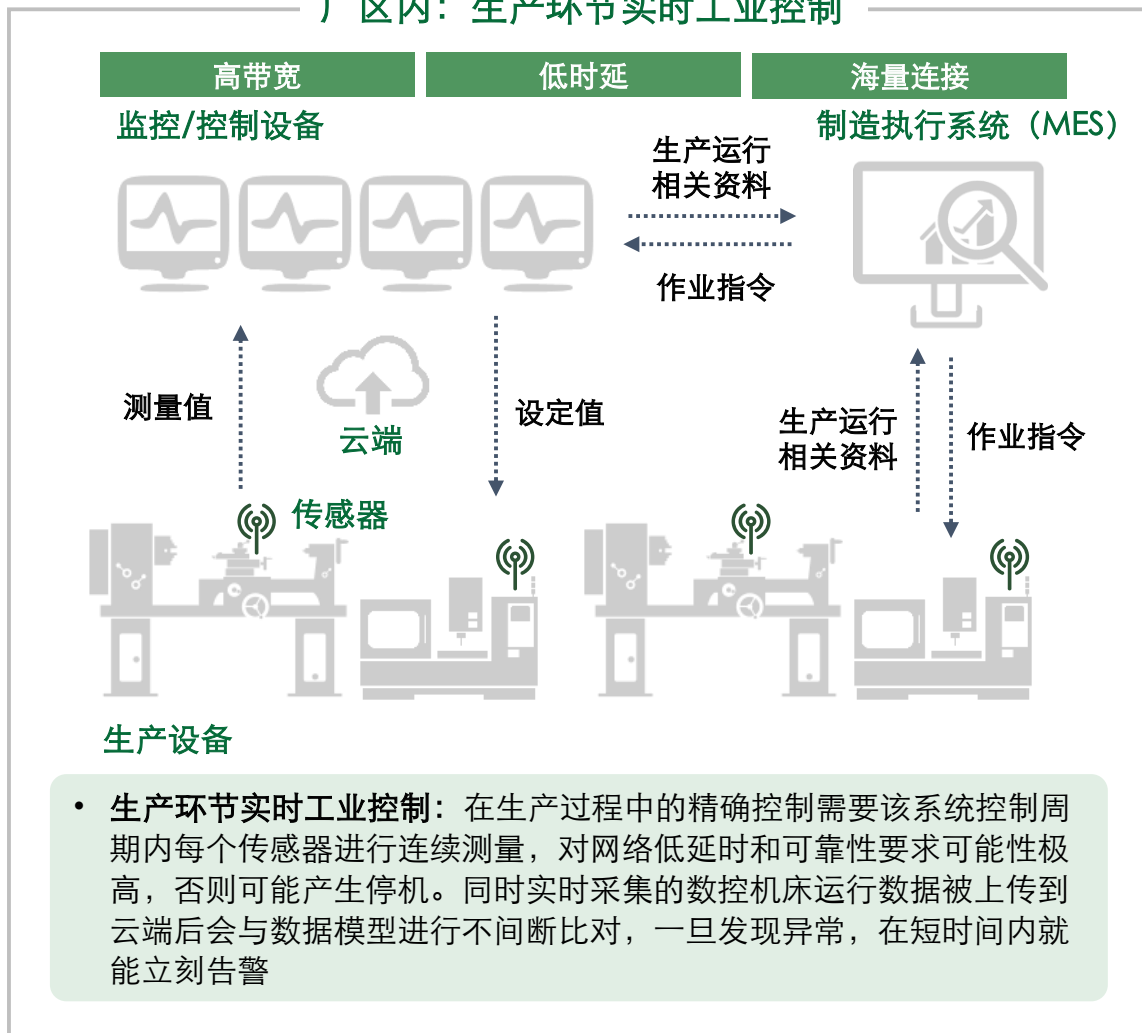 厂区内：生产环节实时工业控制
高带宽
低时延
海量连接
监控/控制设备
制造执行系统（MES）
生产运行
相关资料
作业指令
测量值
云端
设定值
生产运行
相关资料
作业指令
传感器
生产设备
• 生产环节实时工业控制：在生产过程中的精确控制需要该系统控制周
期内每个传感器进行连续测量，对网络低延时和可靠性要求可能性极
高，否则可能产生停机。同时实时采集的数控机床运行数据被上传到
云端后会与数据模型进行不间断比对，一旦发现异常，在短时间内就
能立刻告警